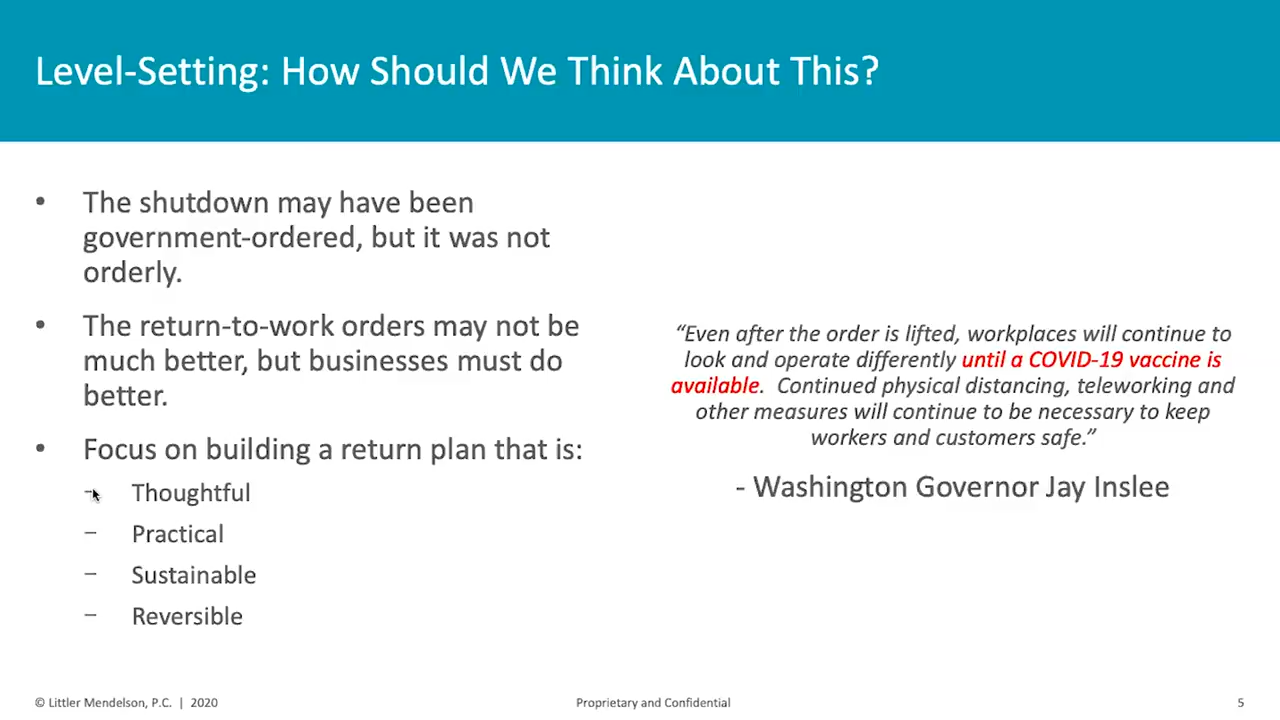 Level-Setting: How Should We Think About This?
• The shutdown may have been
government-ordered, but it was not
orderly.
• The return-to-work orders may not be
much better, but businesses must do
better.
• Focus on building a return plan that is:
– Thoughtful
– Practical
– Sustainable
– Reversible
“Even after the order is lifted, workplaces will continue to
look and operate differently until a COVID-19 vaccine is
available. Continued physical distancing, teleworking and
other measures will continue to be necessary to keep
workers and customers safe.”
- Washington Governor Jay Inslee
© Littler Mendelson, P.C. | 2020
Proprietary and Confidential
5